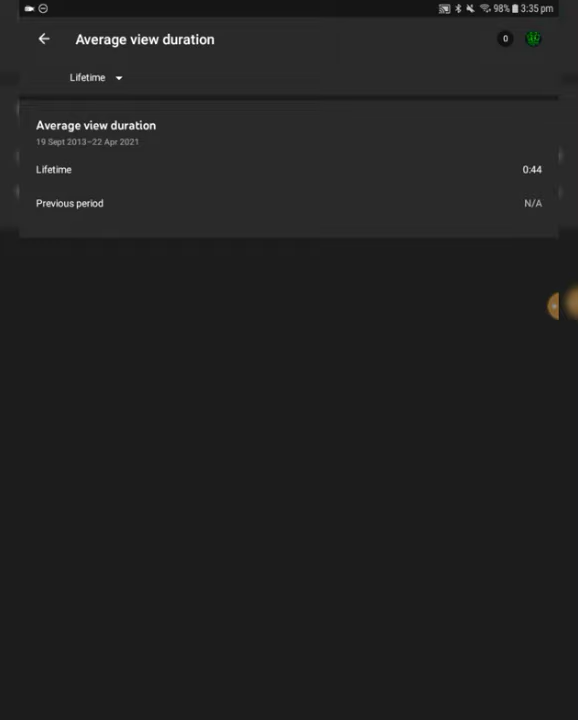 98% 3:35 pm
Average view duration
0
Lifetime
Average view duration
19 Sept 2013–22 Apr 2021
Lifetime 0:44
Previous period N/A